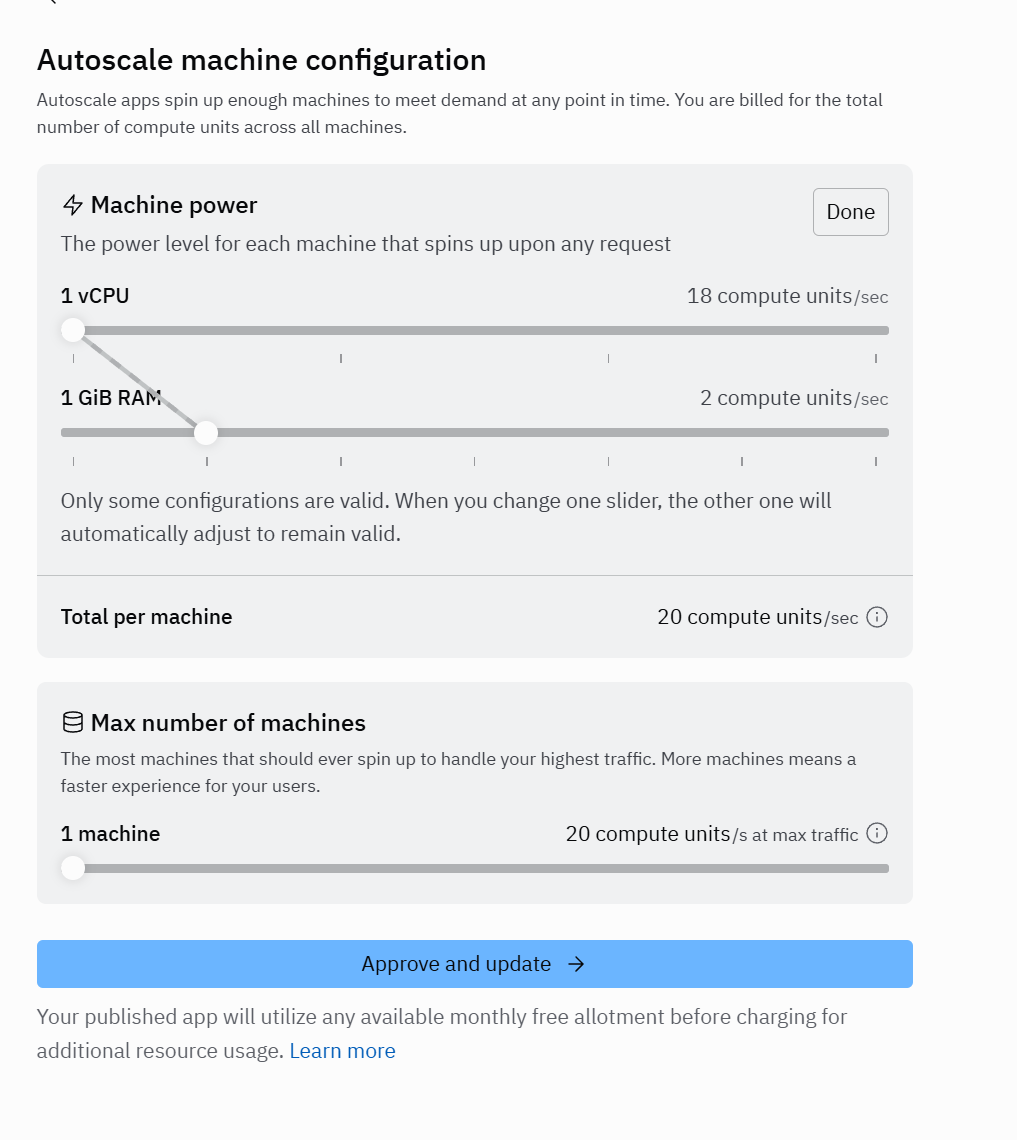 Autoscale machine configuration
Autoscale apps spin up enough machines to meet demand at any point in time. You are billed for the total
number of compute units across all machines.
Machine power
Done
The power level for each machine that spins up upon any request
1 vCPU
18 compute units/sec
1 GiB RAM
2 compute units/sec
Only some configurations are valid. When you change one slider, the other one will
automatically adjust to remain valid.
Total per machine
20 compute units/sec
Max number of machines
The most machines that should ever spin up to handle your highest traffic. More machines means a
faster experience for your users.
1 machine
20 compute units/s at max traffic
Approve and update
Your published app will utilize any available monthly free allotment before charging for
additional resource usage. Learn more